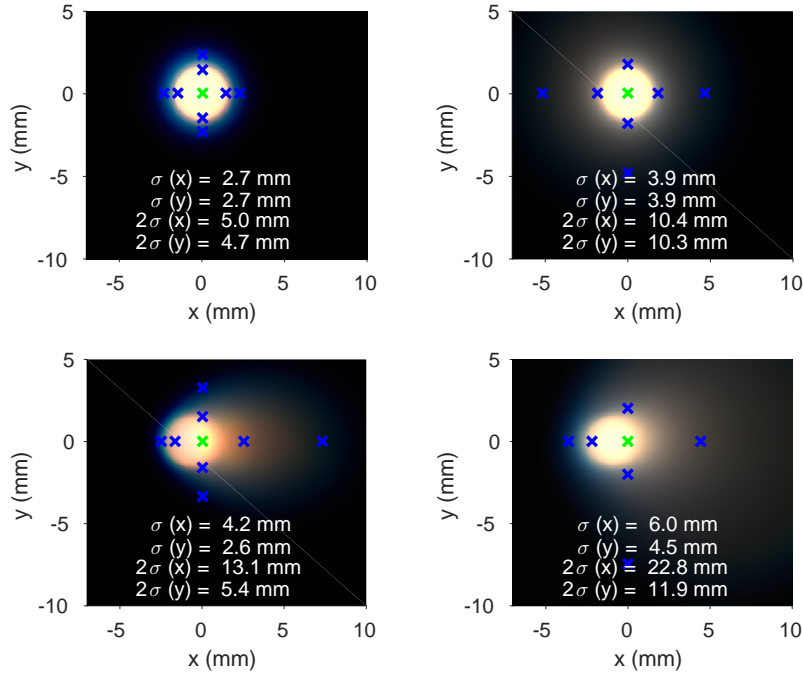 5
0
-5
-10
y (mm)
σ (x) = 2.7 mm
σ (y) = 2.7 mm
2σ (x) = 5.0 mm
2σ (y) = 4.7 mm
-5 0 5 10
x (mm)
5
0
-5
-10
y (mm)
σ (x) = 3.9 mm
σ (y) = 3.9 mm
2σ (x) = 10.4 mm
2σ (y) = 10.3 mm
-5 0 5 10
x (mm)
5
0
-5
-10
y (mm)
σ (x) = 4.2 mm
σ (y) = 2.6 mm
2σ (x) = 13.1 mm
2σ (y) = 5.4 mm
-5 0 5 10
x (mm)
5
0
-5
-10
y (mm)
σ (x) = 6.0 mm
σ (y) = 4.5 mm
2σ (x) = 22.8 mm
2σ (y) = 11.9 mm
-5 0 5 10
x (mm)